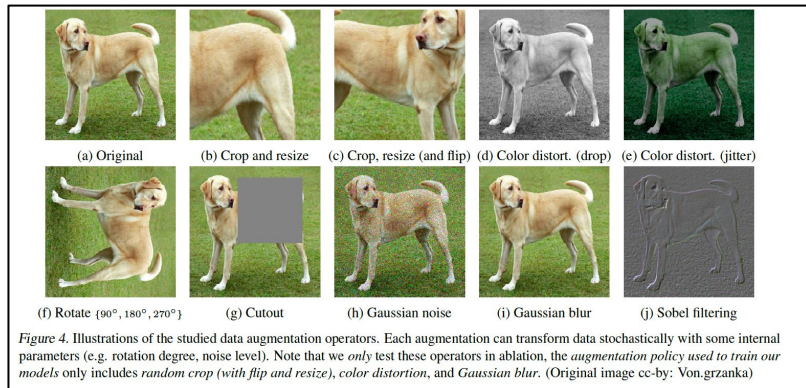 (a) Original (b) Crop and resize (c) Crop, resize (and flip) (d) Color distort. (drop) (e) Color distort. (jitter)
(f) Rotate {90°, 180°, 270°} (g) Cutout (h) Gaussian noise (i) Gaussian blur (j) Sobel filtering
Figure 4. Illustrations of the studied data augmentation operators. Each augmentation can transform data stochastically with some internal
parameters (e.g. rotation degree, noise level). Note that we only test these operators in ablation, the augmentation policy used to train our
models only includes random crop (with flip and resize), color distortion, and Gaussian blur. (Original image cc-by: Von.grzanka)